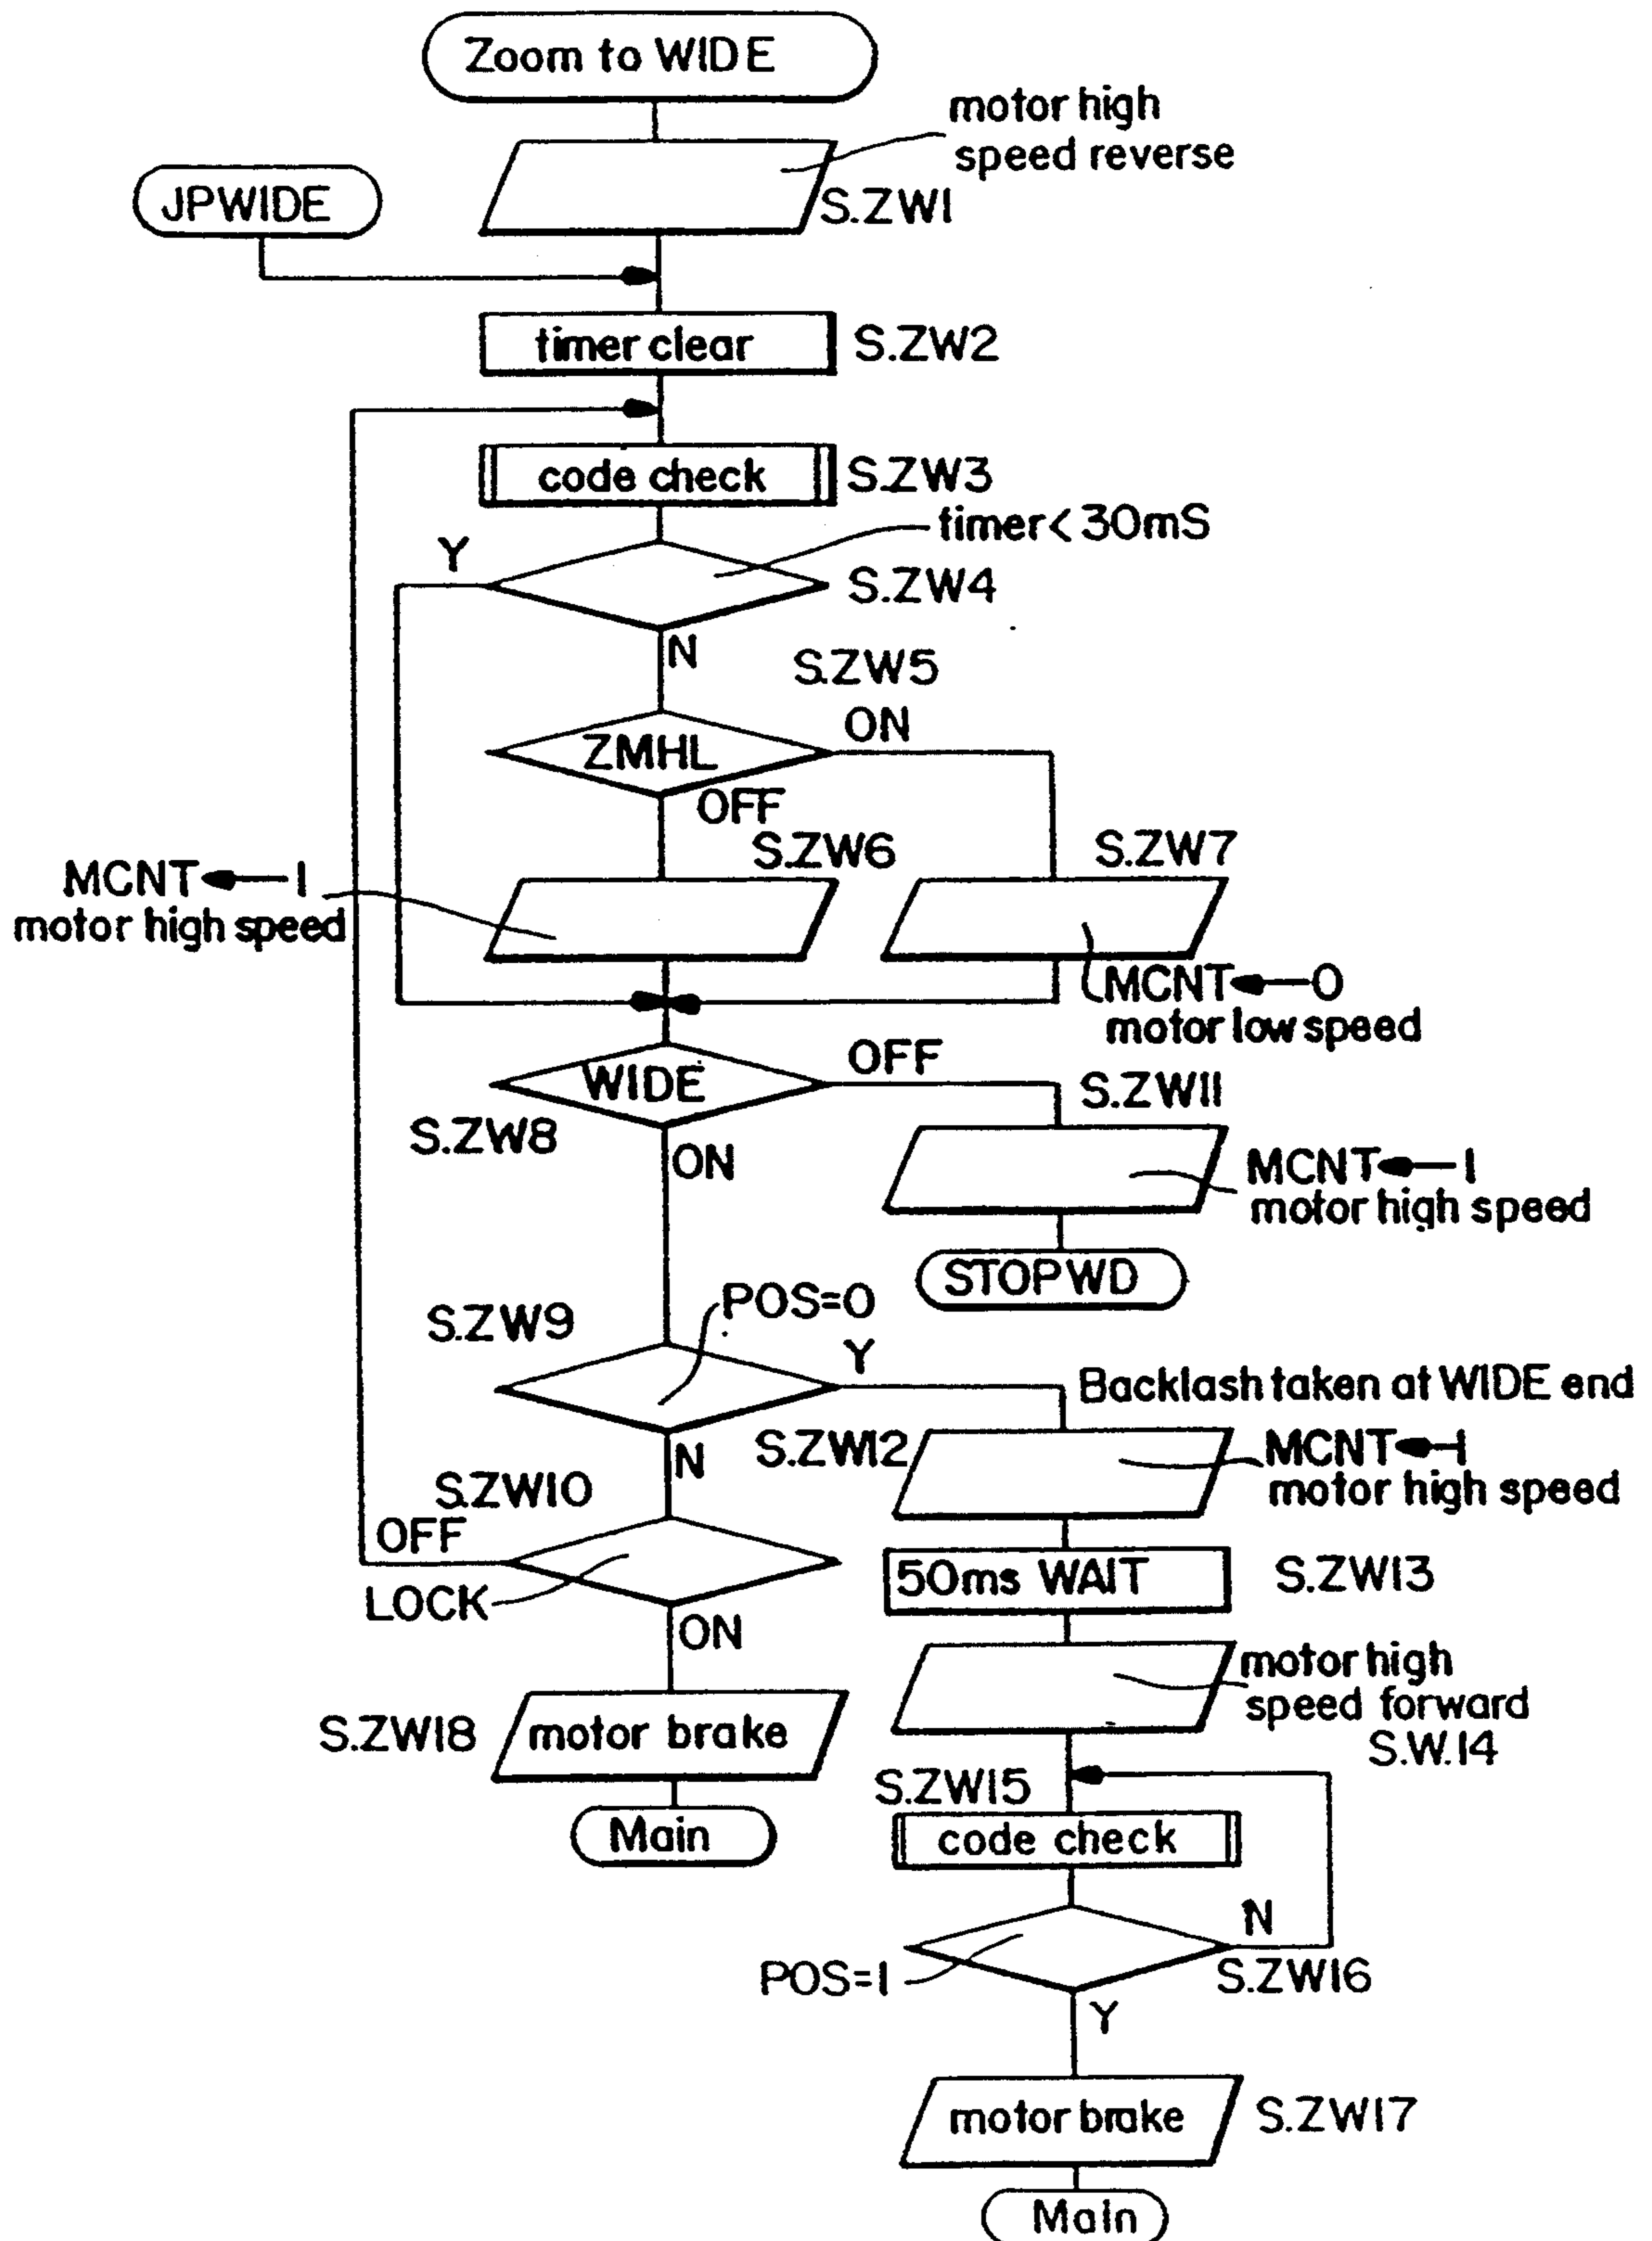 Zoom to WIDE
motor high
speed reverse
S.ZW1
JPWIDE
timer clear
S.ZW2
code check
S.ZW3
timer<30mS
Y
S.ZW4
N
S.ZW5
ZMHL
ON
OFF
S.ZW6
S.ZW7
MCNT←1
motor high speed
MCNT←0
motor low speed
WIDE
OFF
S.ZW8
ON
S.ZW11
MCNT←1
motor high speed
STOPWD
POS=0
S.ZW9
Y
Backlash taken at WIDE end
N
S.ZW12
MCNT←1
motor high speed
S.ZW10
OFF
LOCK
ON
50ms WAIT
S.ZW13
motor high
speed forward
S.W.14
S.ZW18
motor brake
Main
S.ZW15
code check
N
POS=1
S.ZW16
Y
motor brake
S.ZW17
Main